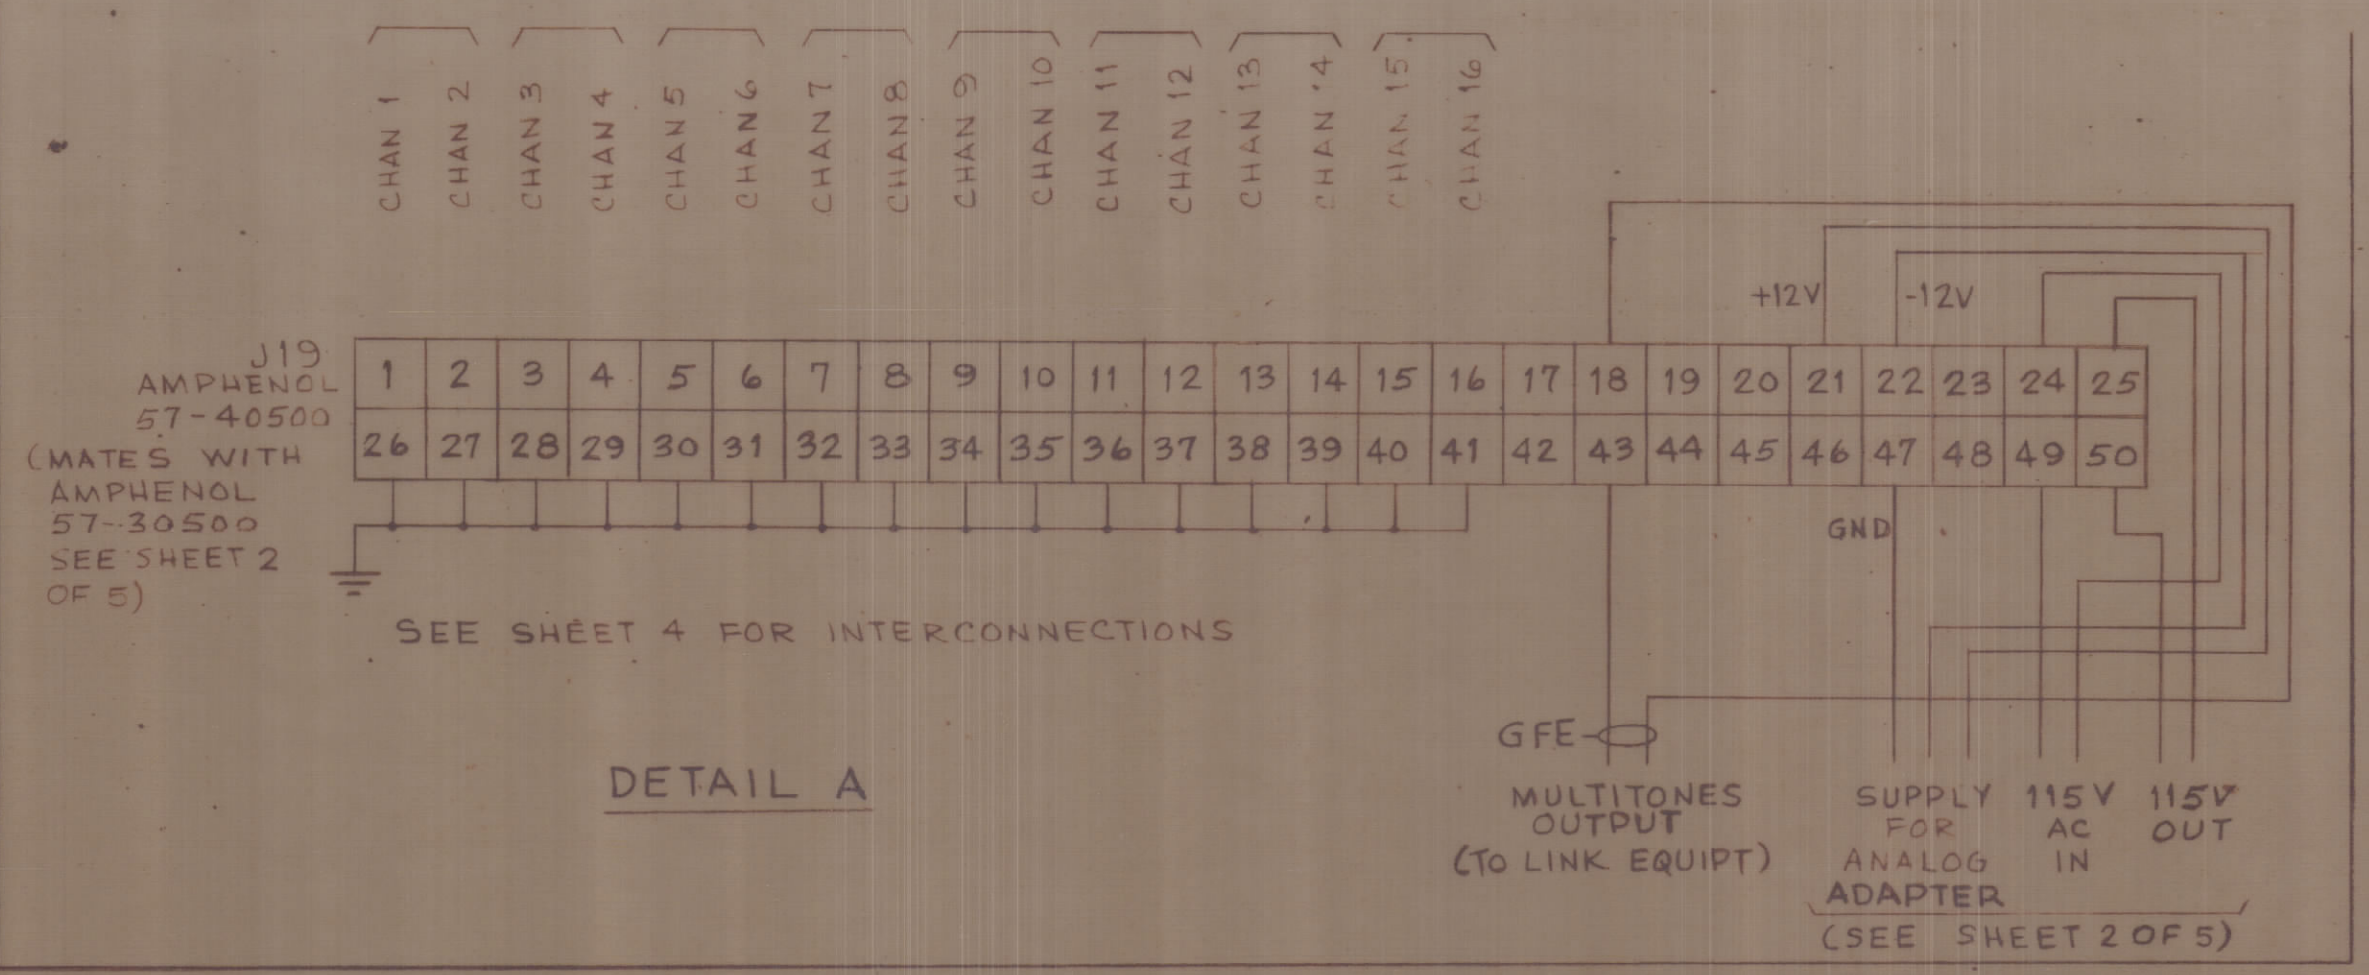 CHAN 1
CHAN 2
CHAN 3
CHAN 4
CHAN 5
CHAN 6
CHAN 7
CHAN 8
CHAN 9
CHAN 10
CHAN 11
CHAN 12
CHAN 13
CHAN 14
CHAN 15
CHAN 16
+12V
-12V
J19
AMPHENOL
57-40500
(MATES WITH
AMPHENOL
57-30500
SEE SHEET 2
OF 5)
1 2 3 4 5 6 7 8 9 10 11 12 13 14 15 16 17 18 19 20 21 22 23 24 25
26 27 28 29 30 31 32 33 34 35 36 37 38 39 40 41 42 43 44 45 46 47 48 49 50
GND
SEE SHEET 4 FOR INTERCONNECTIONS
DETAIL A
GFE
MULTITONES
OUTPUT
(TO LINK EQUIPT)
SUPPLY
FOR
ANALOG
ADAPTER
115V
AC
IN
115V
OUT
(SEE SHEET 2 OF 5)